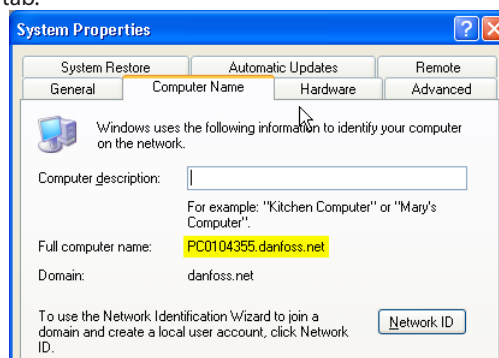 tab.
System Properties
System Restore Automatic Updates Remote
General Computer Name Hardware Advanced
Windows uses the following information to identify your computer
on the network.
Computer description:
For example: "Kitchen Computer" or "Mary's
Computer".
Full computer name: PC0104355.danfoss.net
Domain: danfoss.net
To use the Network Identification Wizard to join a
domain and create a local user account, click Network
ID.
Network ID